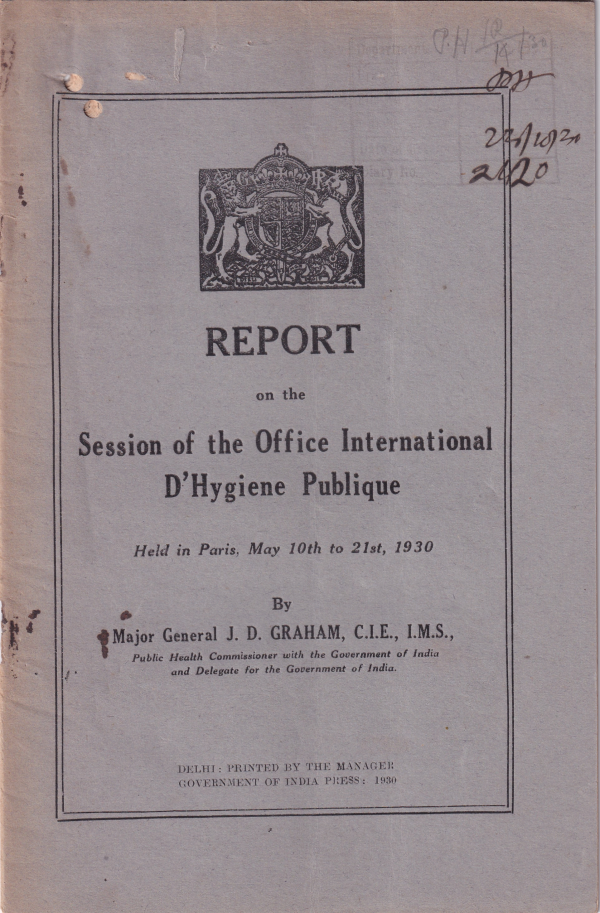 REPORT
on the
Session of the Office International
D'Hygiene Publique
Held in Paris, May 10th to 21st, 1930
By
Major General J. D. GRAHAM, C.I.E., I.M.S.,
Public Health Commissioner with the Government of India
and Delegate for the Government of India.
DELHI : PRINTED BY THE MANAGER
GOVERNMENT OF INDIA PRESS : 1930